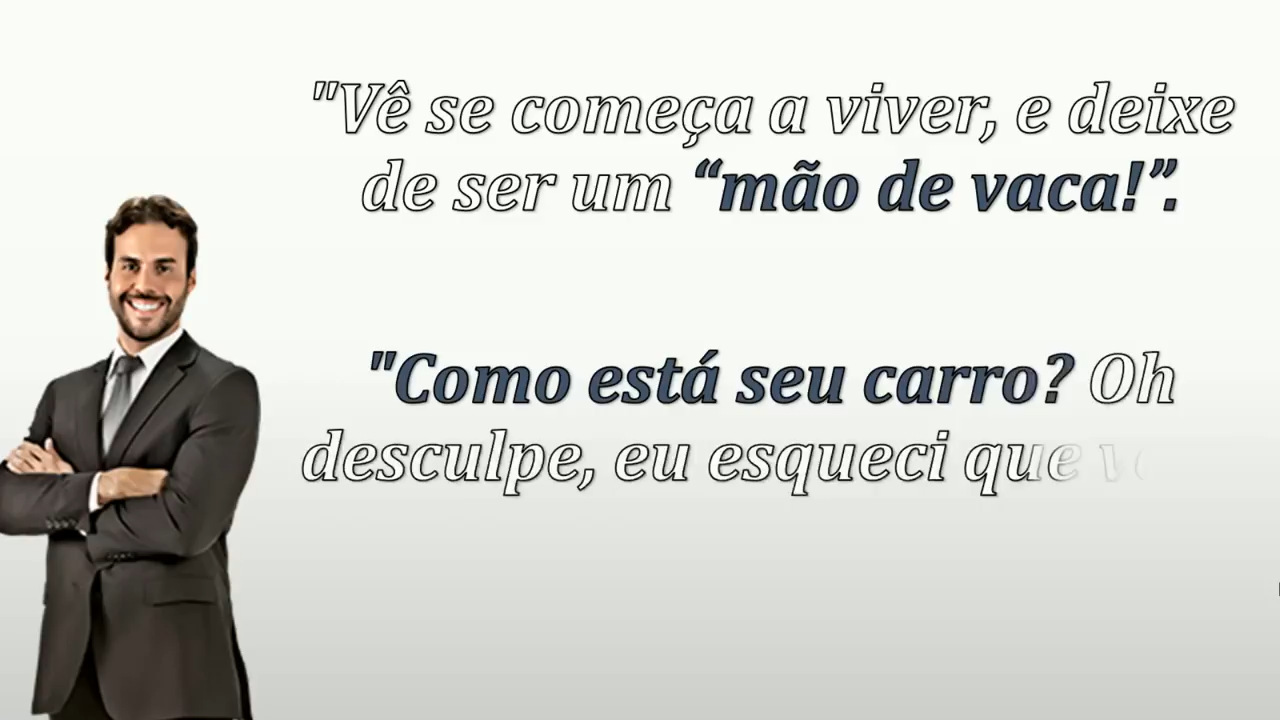 "Vê se começa a viver, e deixe
de ser um “mão de vaca!”.
"Como está seu carro? Oh
desculpe, eu esqueci que